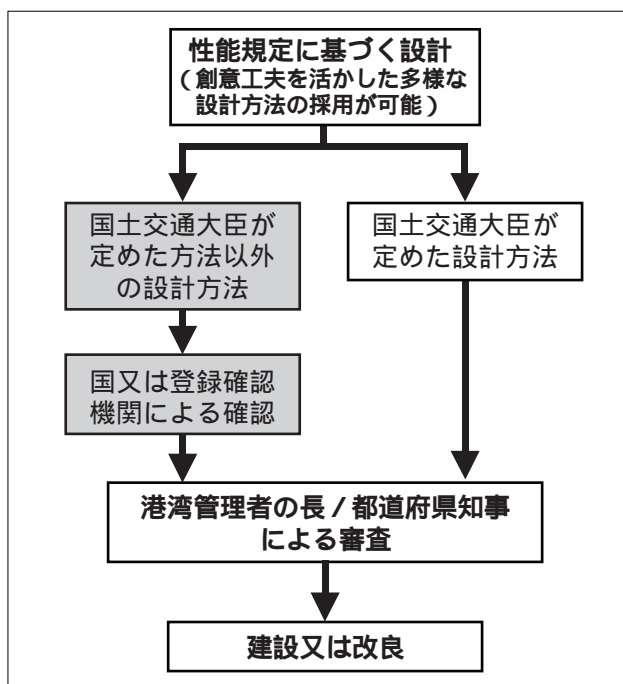 性能規定に基づく設計
(創意工夫を活かした多様な
設計方法の採用が可能)
国土交通大臣が
定めた方法以外
の設計方法
国土交通大臣が
定めた設計方法
国又は登録確認
機関による確認
港湾管理者の長/都道府県知事
による審査
建設又は改良